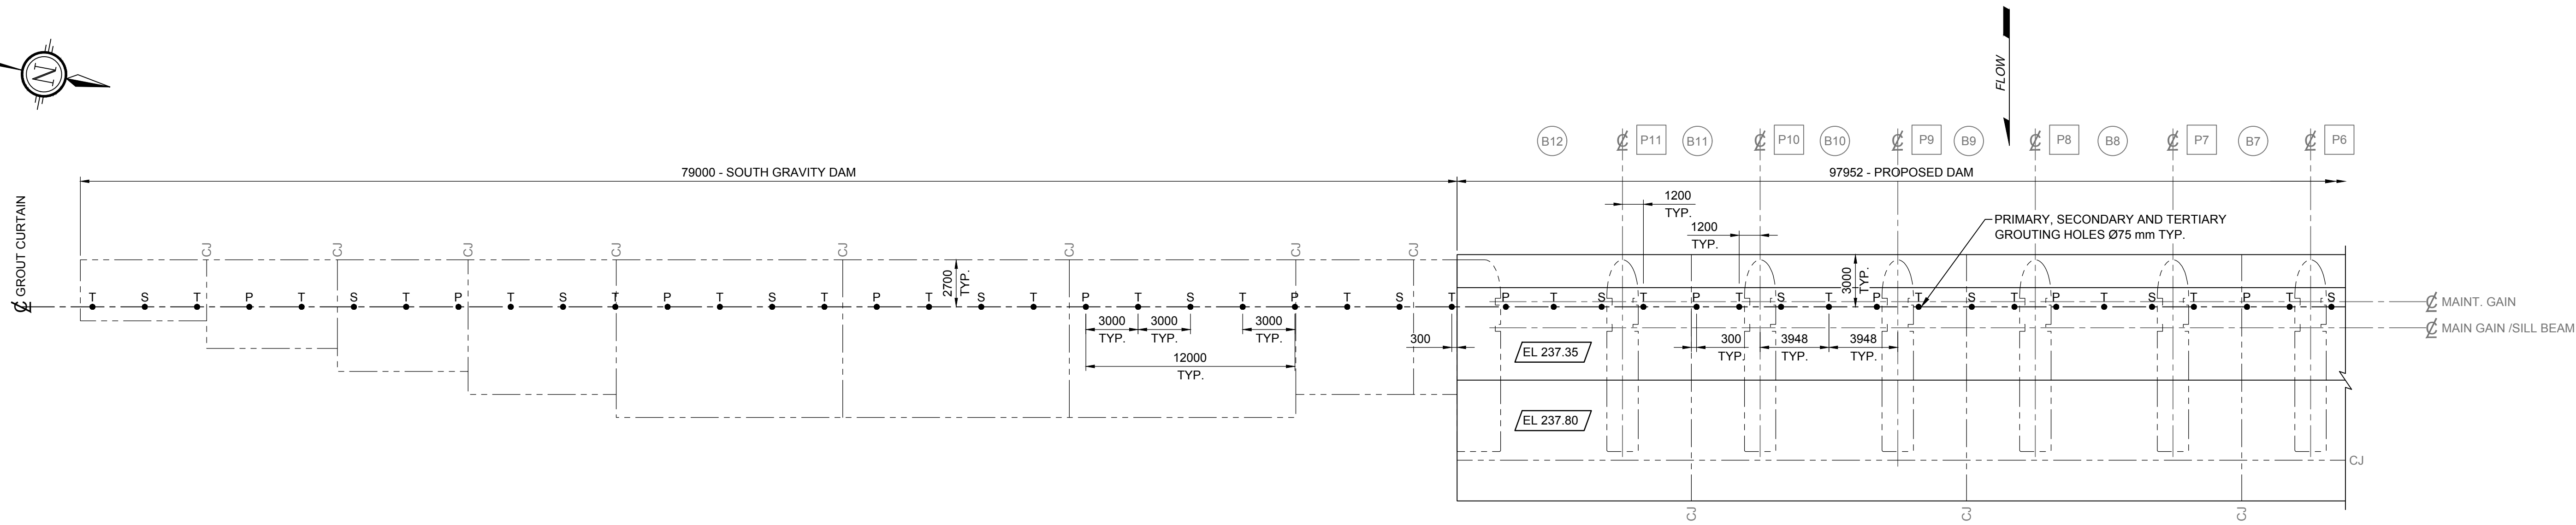 N
FLOW
B12
℄ P11
B11
℄ P10
B10
℄ P9
B9
℄ P8
B8
℄ P7
B7
℄ P6
79000 - SOUTH GRAVITY DAM
97952 - PROPOSED DAM
1200
TYP.
1200
TYP.
PRIMARY, SECONDARY AND TERTIARY
GROUTING HOLES Ø75 mm TYP.
℄ GROUT CURTAIN
CJ CJ CJ CJ CJ CJ CJ CJ
2700
TYP.
3000
TYP.
T S T P T S T P T S T P T S T P T S T P T S T P T S T P T S T P T S T P T S T P T S T P T S
℄ MAINT. GAIN
℄ MAIN GAIN /SILL BEAM
3000
TYP.
3000
TYP.
3000
TYP.
12000
TYP.
300
300
TYP.
3948
TYP.
3948
TYP.
EL 237.35
EL 237.80
CJ
CJ CJ CJ